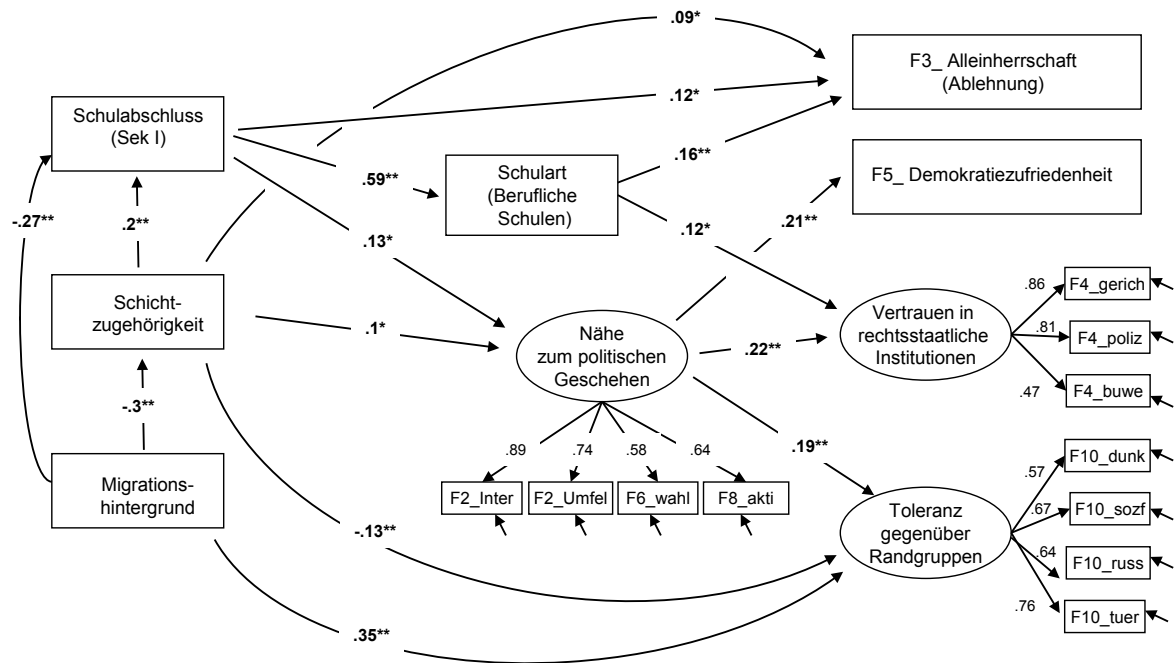 .09*
F3_ Alleinherrschaft
(Ablehnung)
.12*
Schulabschluss
(Sek I)
.16**
F5_ Demokratiezufriedenheit
Schulart
(Berufliche
Schulen)
.59**
-.27**
.2**
.21**
.13*
.12*
Schicht-
zugehörigkeit
.1*
Nähe
zum politischen
Geschehen
.22**
Vertrauen in
rechtsstaatliche
Institutionen
.86
F4_gerich
.81
F4_poliz
.47
F4_buwe
-.3**
.89
.74
.58
.64
.19**
F2_Inter
F2_Umfel
F6_wahl
F8_akti
Migrations-
hintergrund
-.13**
Toleranz
gegenüber
Randgruppen
.57
F10_dunk
.67
F10_sozf
.64
F10_russ
.76
F10_tuer
.35**